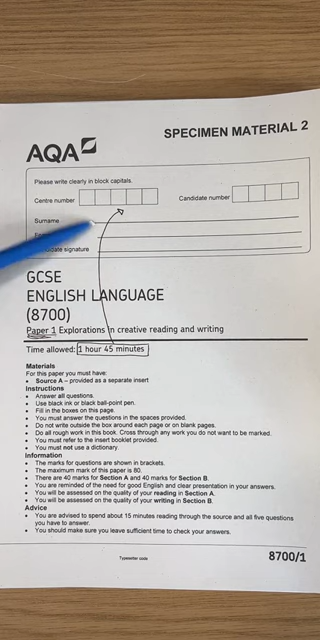 SPECIMEN MATERIAL 2
AQA
Please write clearly in block capitals.
Centre number
Candidate number
Surname
signature
GCSE
ENGLISH LANGUAGE
(8700)
Paper 1 Explorations in creative reading and writing
Time allowed: 1 hour 45 minutes
Materials
For this paper you must have:
• Source A – provided as a separate insert
Instructions
• Answer all questions.
• Use black ink or black ball-point pen.
• Fill in the boxes on this page.
• You must answer the questions in the spaces provided.
• Do not write outside the box around each page or on blank pages.
• Do all rough work in this book. Cross through any work you do not want to be marked.
• You must refer to the insert booklet provided.
• You must not use a dictionary.
Information
• The marks for questions are shown in brackets.
• The maximum mark of this paper is 80.
• There are 40 marks for Section A and 40 marks for Section B.
• You are reminded of the need for good English and clear presentation in your answers.
• You will be assessed on the quality of your reading in Section A.
• You will be assessed on the quality of your writing in Section B.
Advice
• You are advised to spend about 15 minutes reading through the source and all five questions
you have to answer.
• You should make sure you leave sufficient time to check your answers.
Typesetter code
8700/1